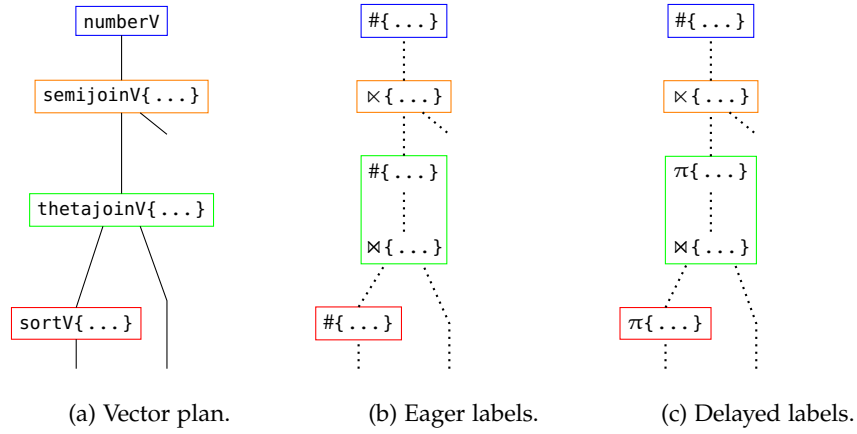 numberV #{...} #{...}
semijoinV{...} ⋉{...} ⋉{...}
#{...} π{...}
thetajoinV{...}
⋈{...} ⋈{...}
sortV{...} #{...} π{...}
(a) Vector plan. (b) Eager labels. (c) Delayed labels.